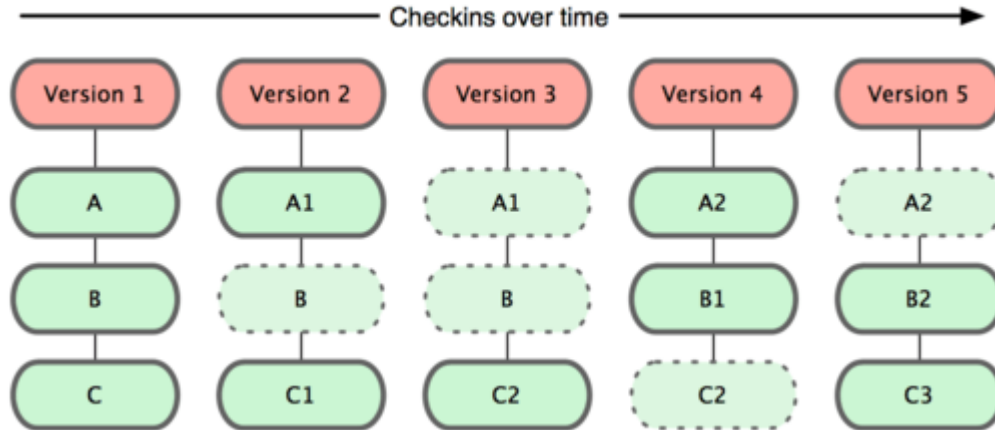 Checkins over time
Version 1 Version 2 Version 3 Version 4 Version 5
A A1 A1 A2 A2
B B B B1 B2
C C1 C2 C2 C3